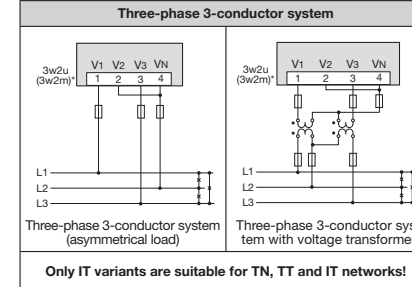 Three-phase 3-conductor system
3w2u
(3w2m)*
V1 V2 V3 VN
1 2 3 4
L1
L2
L3
Three-phase 3-conductor system
(asymmetrical load)
3w2u
(3w2m)*
V1 V2 V3 VN
1 2 3 4
L1
L2
L3
Three-phase 3-conductor sys
tem with voltage transforme
Only IT variants are suitable for TN, TT and IT networks!